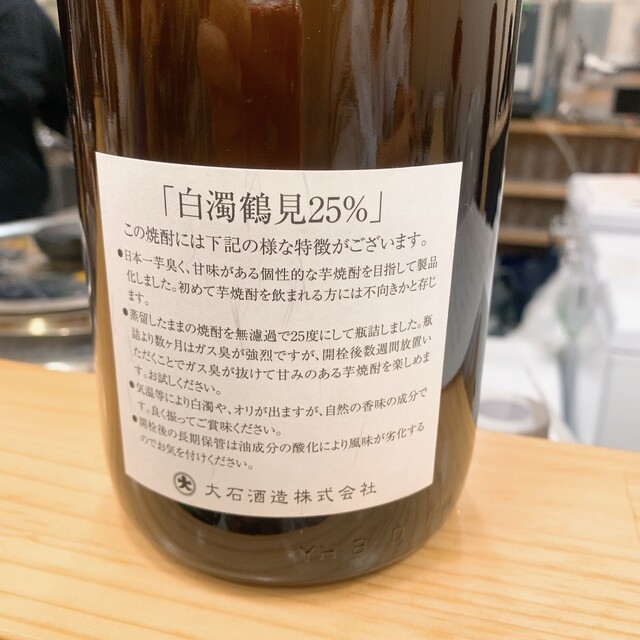 「白濁鶴見25%」
この焼酎には下記の様な特徴がございます。
●日本一芋臭く、甘味がある個性的な芋焼酎を目指して製品
化しました。初めて芋焼酎を飲まれる方には不向きかと存じ
ます。
●蒸留したままの焼酎を無濾過で25度にして瓶詰しました。瓶
詰より数ヶ月はガス臭が強烈ですが、開栓後数週間放置い
ただくことでガス臭が抜けて甘みのある芋焼酎を楽しめま
す。お試しください。
●気温等により白濁や、オリが出ますが、自然の香味の成分で
す。良く振ってご賞味ください。
●開栓後の長期保管は油成分の酸化により風味が劣化する
のでお気を付けください。
大 大石酒造株式会社
YH 8 0